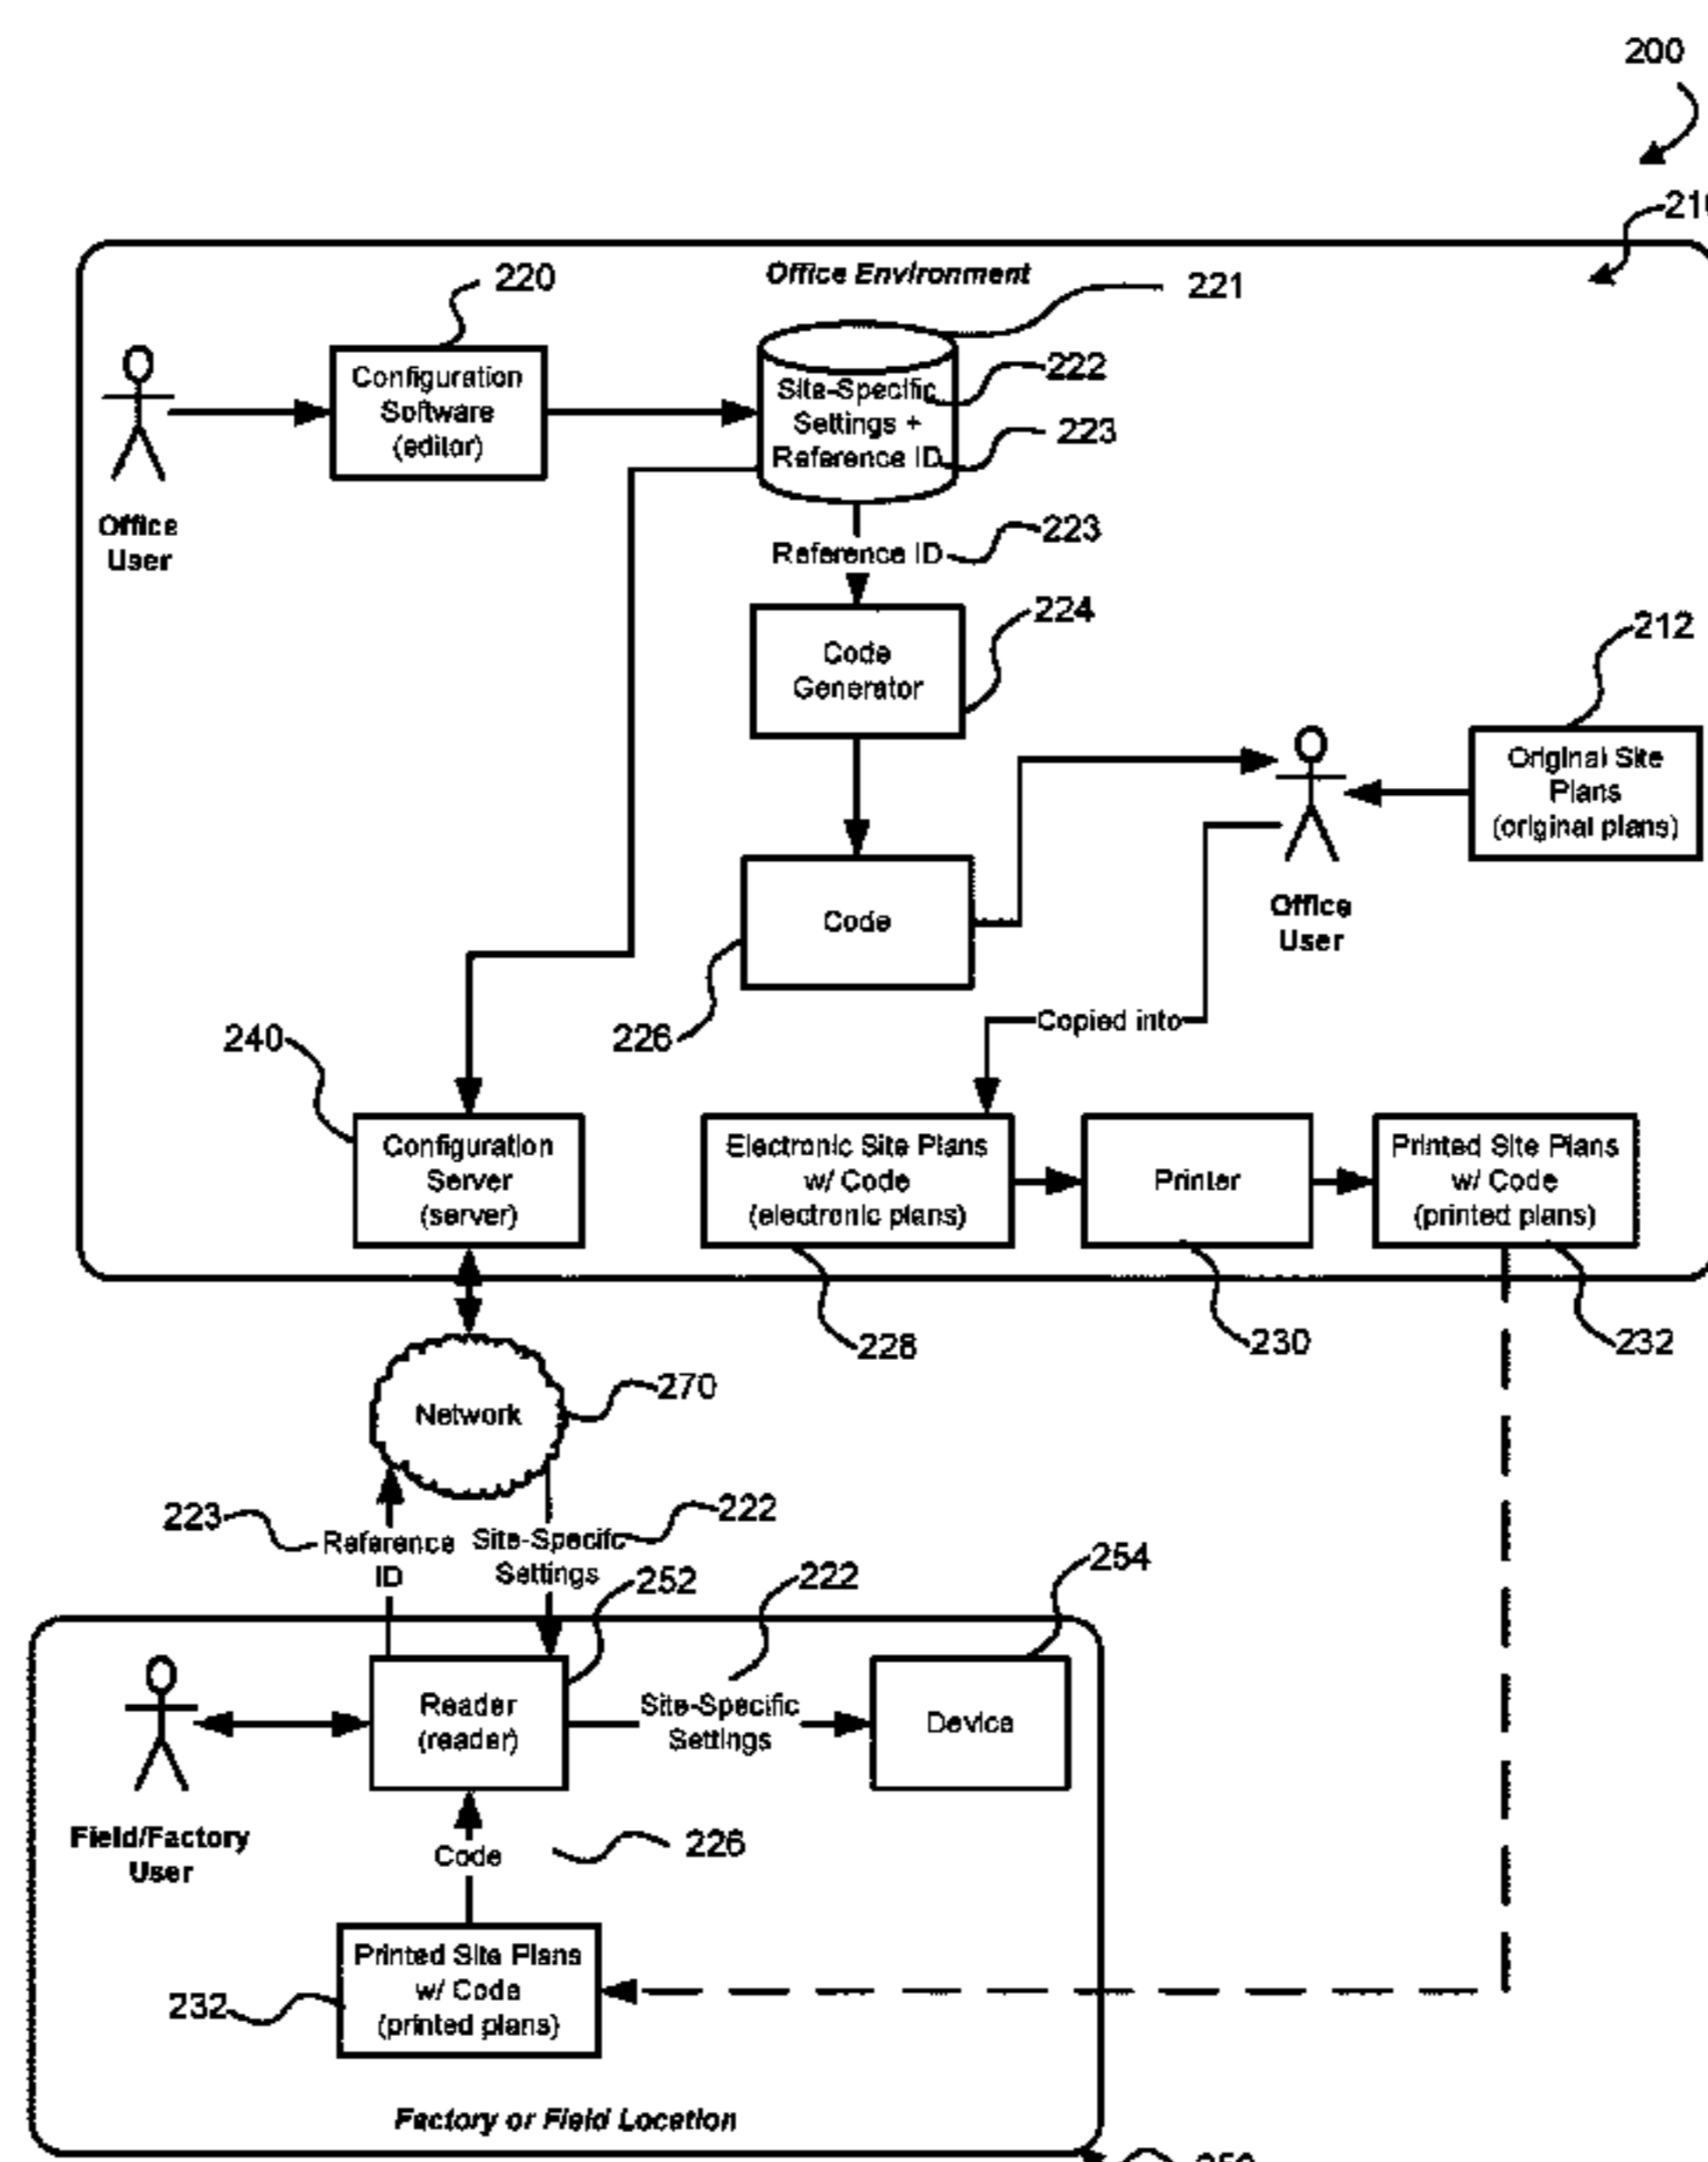 200
210
Office Environment
220
221
Configuration
Software
(editor)
Site-Specific
Settings +
Reference ID
222
223
Office
User
Reference ID
223
Code
Generator
224
212
Original Site
Plans
(original plans)
Code
Office
User
226
Copied into
240
Configuration
Server
(server)
Electronic Site Plans
w/ Code
(electronic plans)
Printer
Printed Site Plans
w/ Code
(printed plans)
228
230
232
Network
270
223
Reference
ID
Site-Specifc
Settings
222
252
222
254
Reader
(reader)
Site-Specific
Settings
Device
Field/Factory
User
Code
226
Printed Site Plans
w/ Code
(printed plans)
232
Factory or Field Location